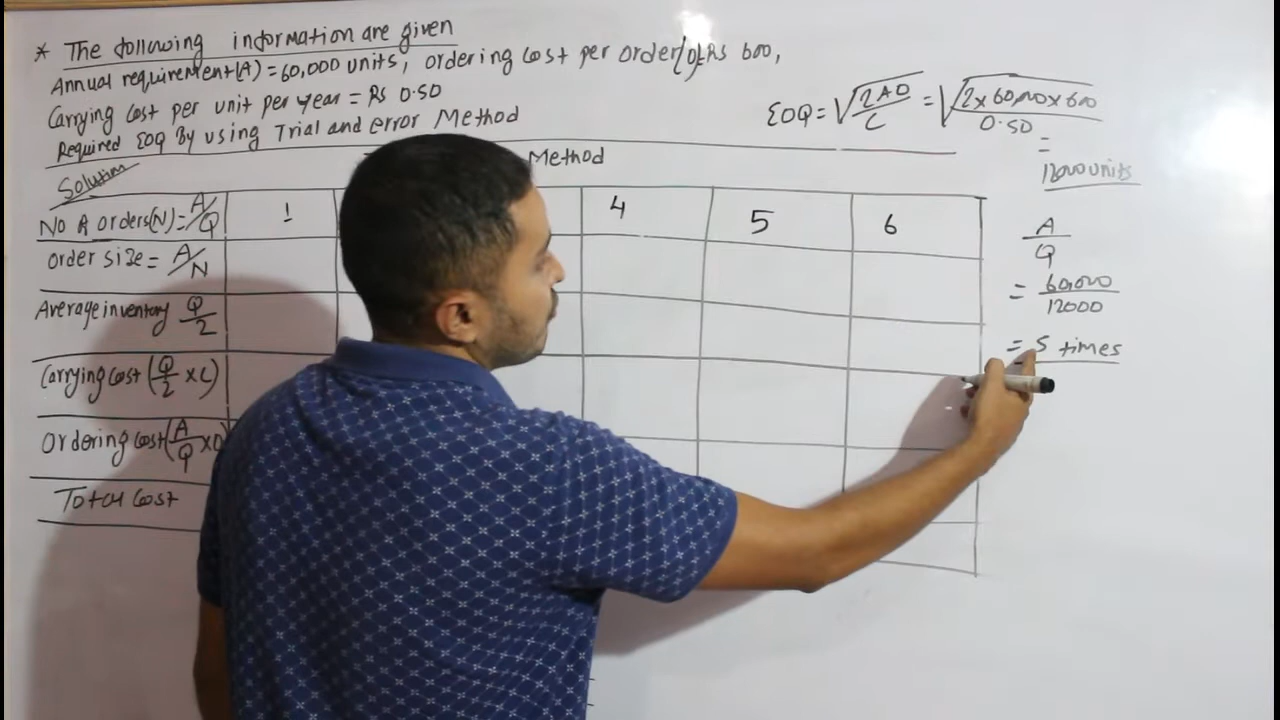 * The following information are given
Annual requirement(A) = 60,000 units, ordering cost per order(O) = Rs 600,
Carrying cost per unit per year = Rs 0.50
Required EOQ By using Trial and error Method
Solution
Method
EOQ = √2AO/C = √2×60,000×600/0.50
=
12000 units
No of orders(N) = A/Q 1 4 5 6
order size = A/N
Average inventory Q/2
Carrying cost (Q/2 × C)
Ordering cost (A/Q × O
Total cost
A/Q
= 60,000/12000
= 5 times